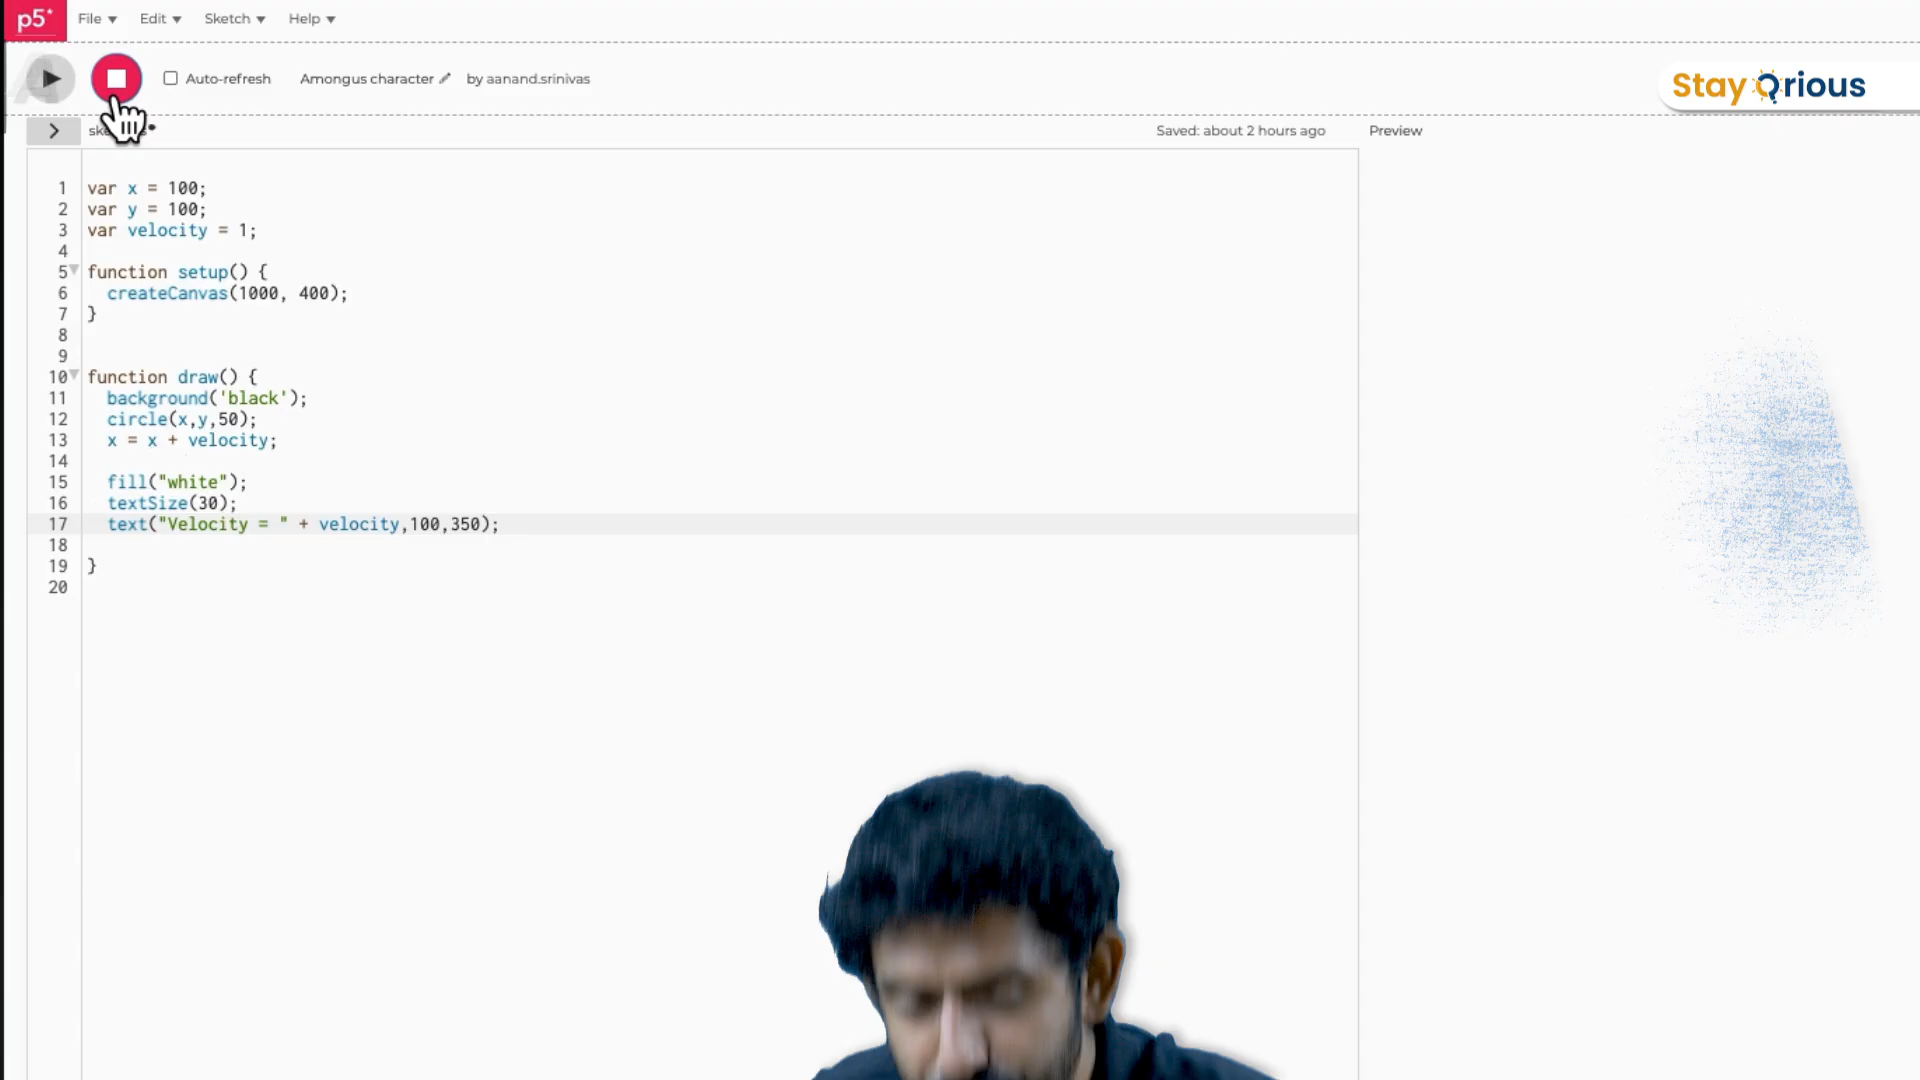 p5* File Edit Sketch Help
Auto-refresh Amongus character by aanand.srinivas
Stay Qrious
Saved: about 2 hours ago Preview
1 var x = 100;
2 var y = 100;
3 var velocity = 1;
4
5 function setup() {
6 createCanvas(1000, 400);
7 }
8
9
10 function draw() {
11 background('black');
12 circle(x,y,50);
13 x = x + velocity;
14
15 fill("white");
16 textSize(30);
17 text("Velocity = " + velocity,100,350);
18
19 }
20